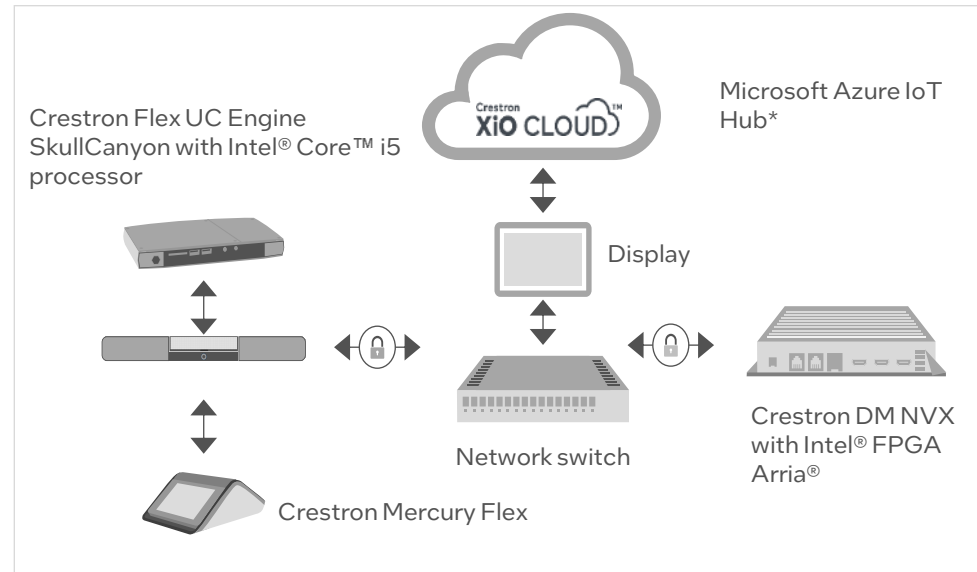 Crestron Flex UC Engine
SkullCanyon with Intel® Core™ i5
processor
Crestron
XiO CLOUD™
Microsoft Azure IoT
Hub*
Display
Network switch
Crestron DM NVX
with Intel® FPGA
Arria®
Crestron Mercury Flex